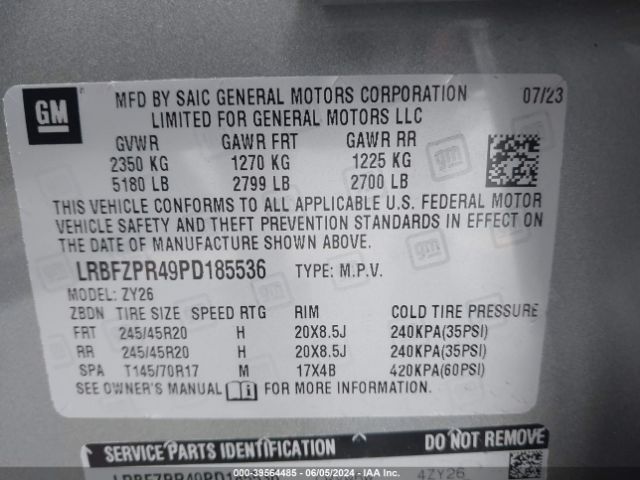 GM
MFD BY SAIC GENERAL MOTORS CORPORATION 07/23
LIMITED FOR GENERAL MOTORS LLC
GVWR GAWR FRT GAWR RR
2350 KG 1270 KG 1225 KG
5180 LB 2799 LB 2700 LB
THIS VEHICLE CONFORMS TO ALL APPLICABLE U.S. FEDERAL MOTOR
VEHICLE SAFETY AND THEFT PREVENTION STANDARDS IN EFFECT ON
THE DATE OF MANUFACTURE SHOWN ABOVE.
LRBFZPR49PD185536 TYPE: M.P.V.
MODEL: ZY26
ZBDN TIRE SIZE SPEED RTG RIM COLD TIRE PRESSURE
FRT 245/45R20 H 20X8.5J 240KPA(35PSI)
RR 245/45R20 H 20X8.5J 240KPA(35PSI)
SPA T145/70R17 M 17X4B 420KPA(60PSI)
SEE OWNER'S MANUAL FOR MORE INFORMATION.
SERVICE PARTS IDENTIFICATION DO NOT REMOVE
LRBFZPR49PD185536 4ZY26
00-39564485 - 06/05/2024 - IAA Inc.